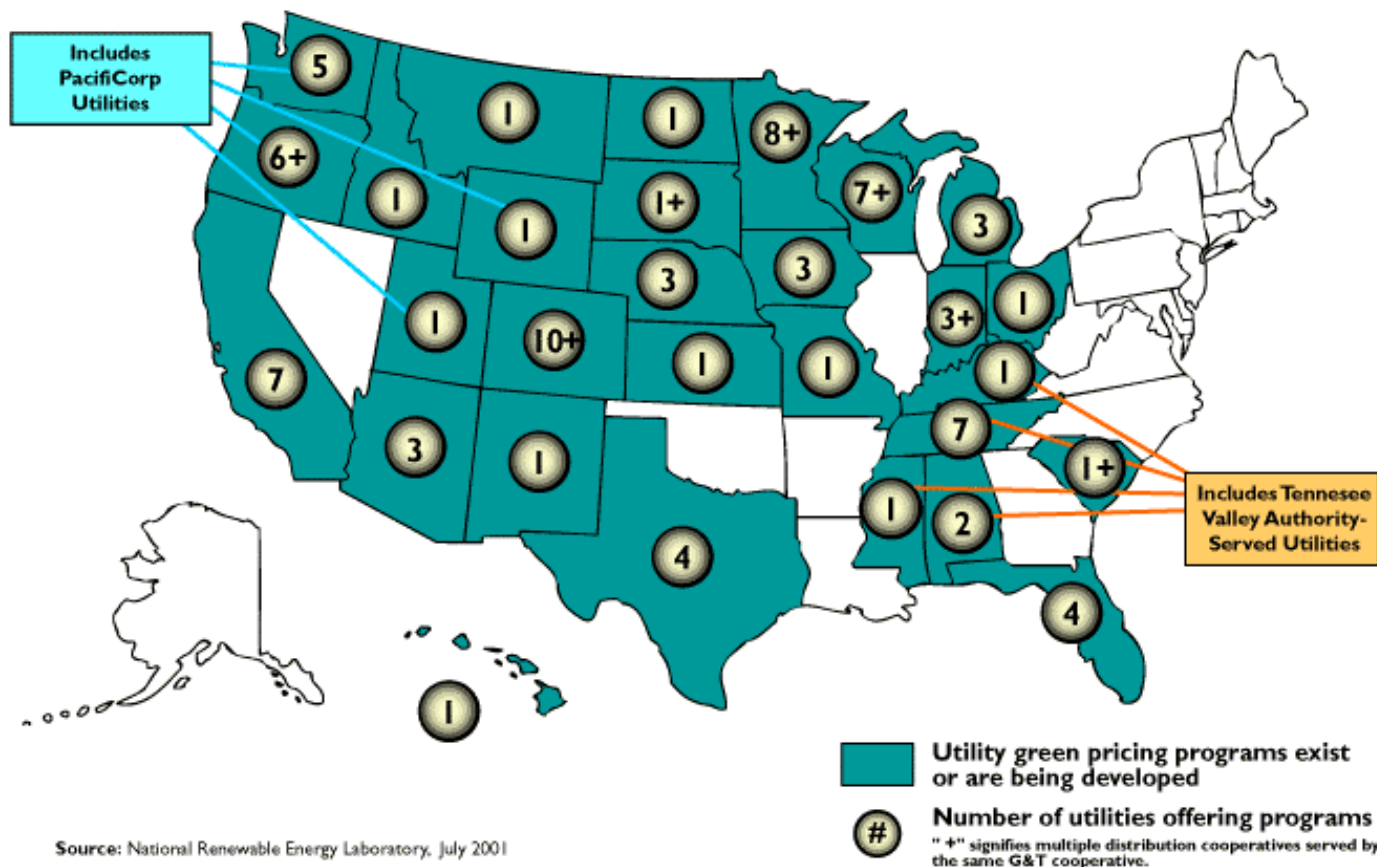 Includes
PacifiCorp
Utilities
5
1
1
8+
6+
7+
1
1
1+
3
3
3
1
10+
3+
1
7
1
1
1
3
1
7
1+
1
2
4
4
1
Includes Tennesee
Valley Authority-
Served Utilities
Utility green pricing programs exist
or are being developed
#
Number of utilities offering programs
" +" signifies multiple distribution cooperatives served by
the same G&T cooperative.
Source: National Renewable Energy Laboratory, July 2001